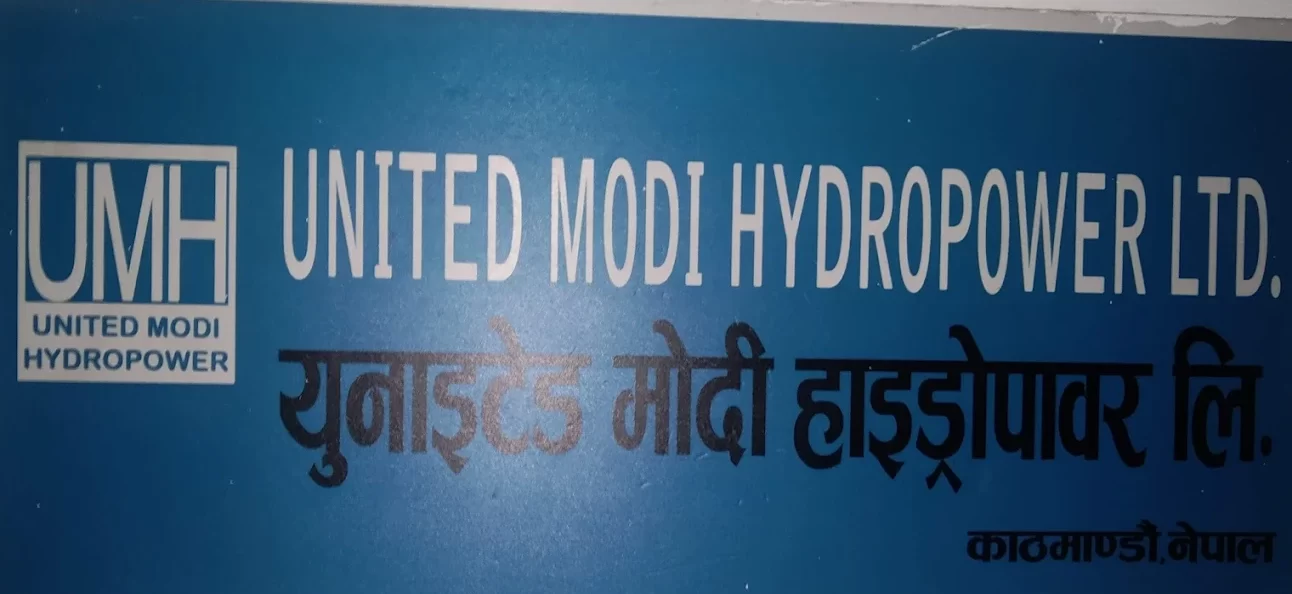 UMH
UNITED MODI
HYDROPOWER
UNITED MODI HYDROPOWER LTD.
युनाइटेड मोदी हाइड्रोपावर लि.
काठमाण्डौं, नेपाल